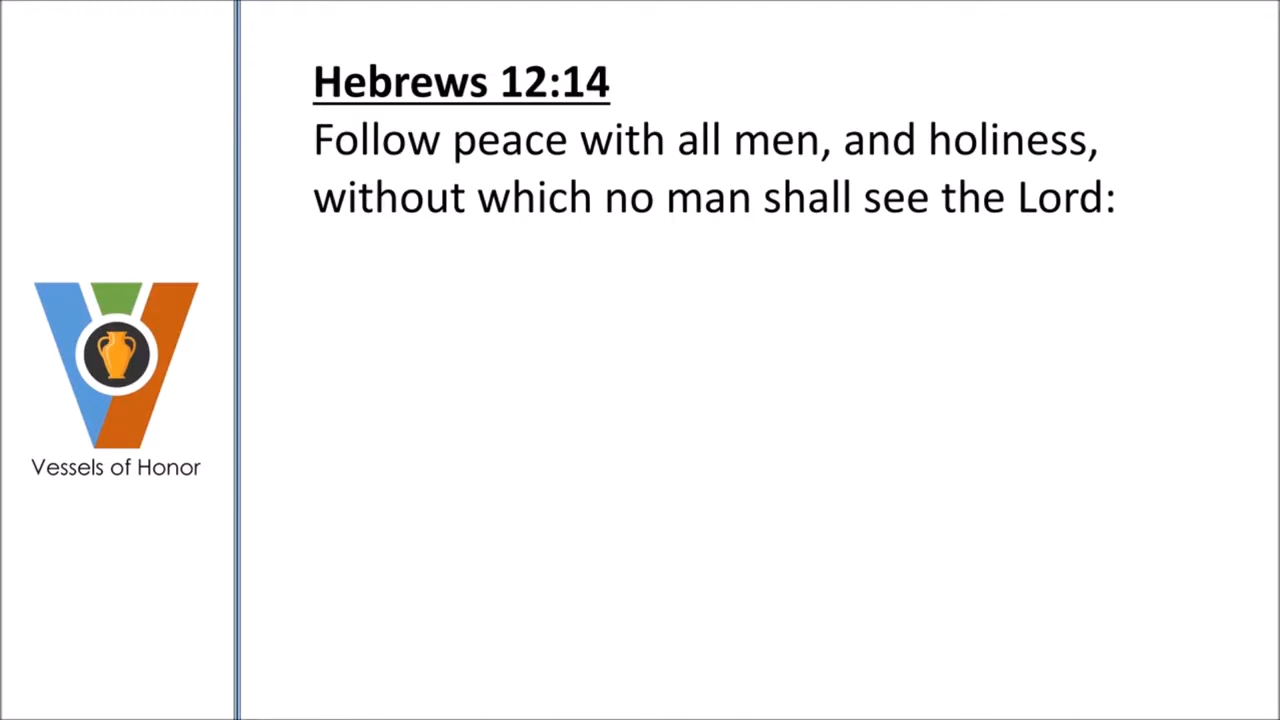 Hebrews 12:14
Follow peace with all men, and holiness,
without which no man shall see the Lord:
Vessels of Honor